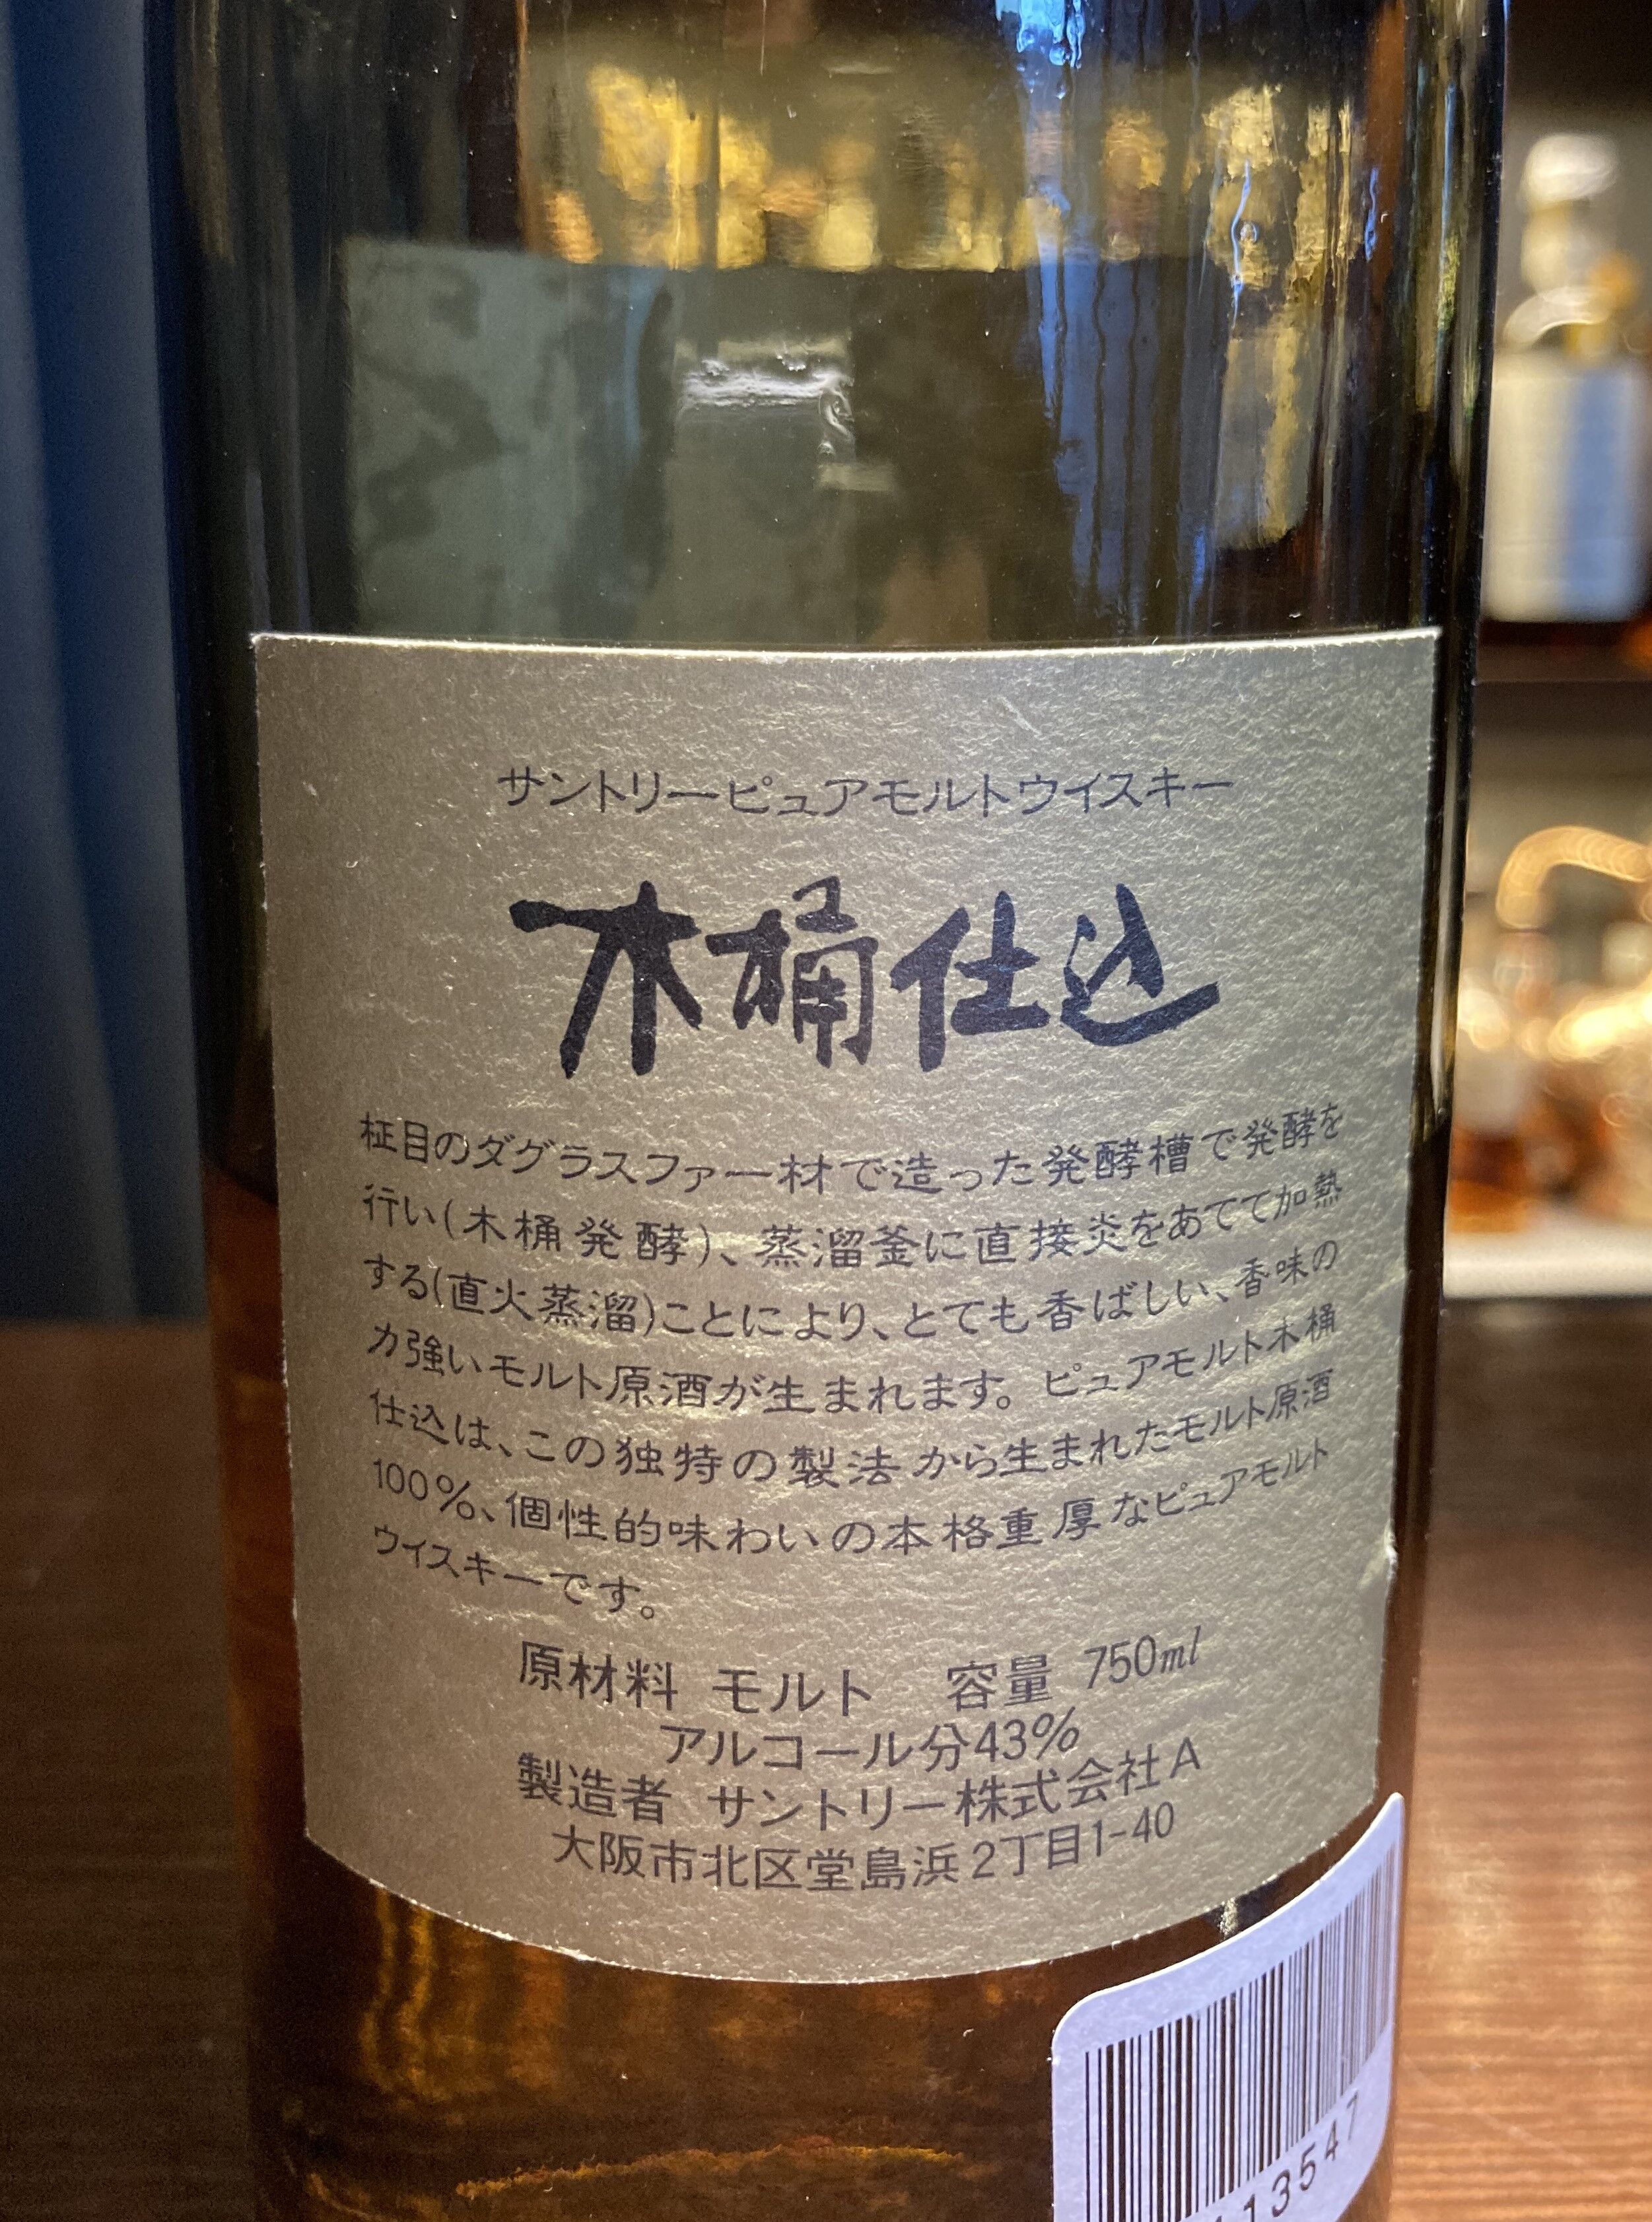 サントリーピュアモルトウイスキー
木桶仕込
柾目のダグラスファー材で造った発酵槽で発酵を
行い(木桶発酵)、蒸溜釜に直接炎をあてて加熱
する(直火蒸溜)ことにより、とても香ばしい、香味の
力強いモルト原酒が生まれます。ピュアモルト木桶
仕込は、この独特の製法から生まれたモルト原酒
100%、個性的味わいの本格重厚なピュアモルト
ウイスキーです。
原材料 モルト 容量 750ml
アルコール分43%
製造者 サントリー株式会社A
大阪市北区堂島浜2丁目1-40
13547